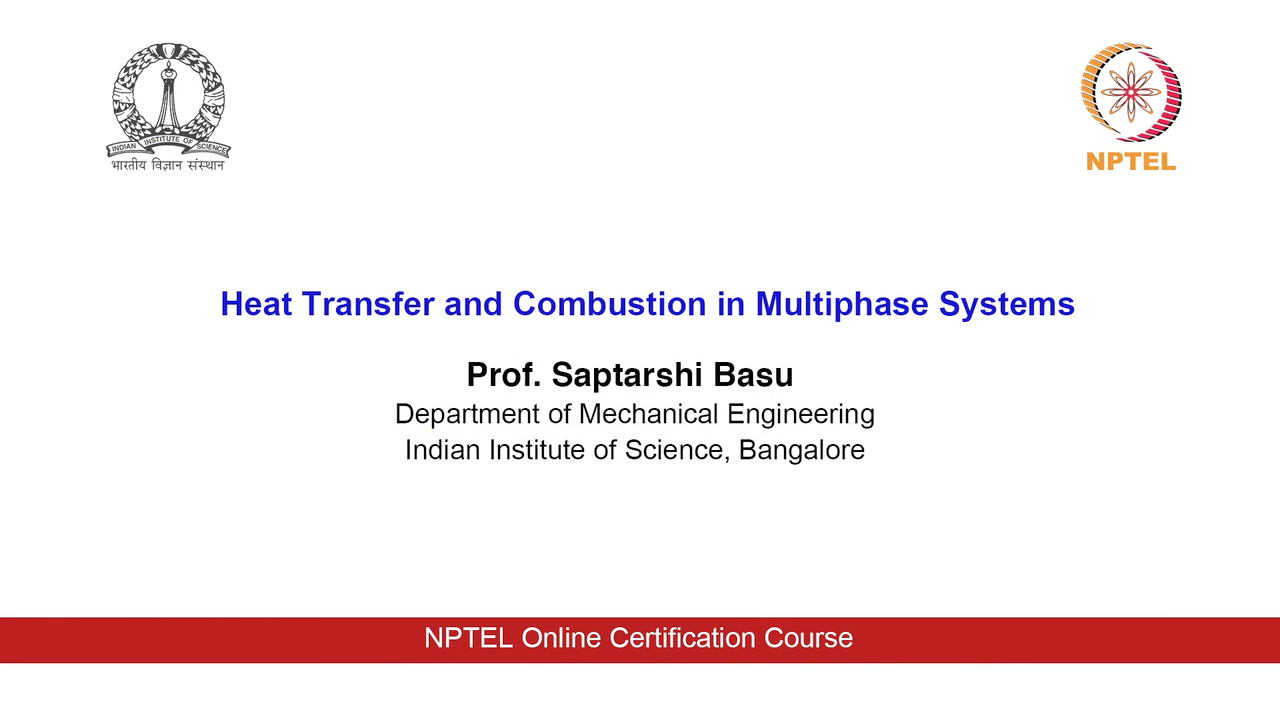 INDIAN INSTITUTE OF SCIENCE
भारतीय विज्ञान संस्थान
NPTEL
Heat Transfer and Combustion in Multiphase Systems
Prof. Saptarshi Basu
Department of Mechanical Engineering
Indian Institute of Science, Bangalore
NPTEL Online Certification Course